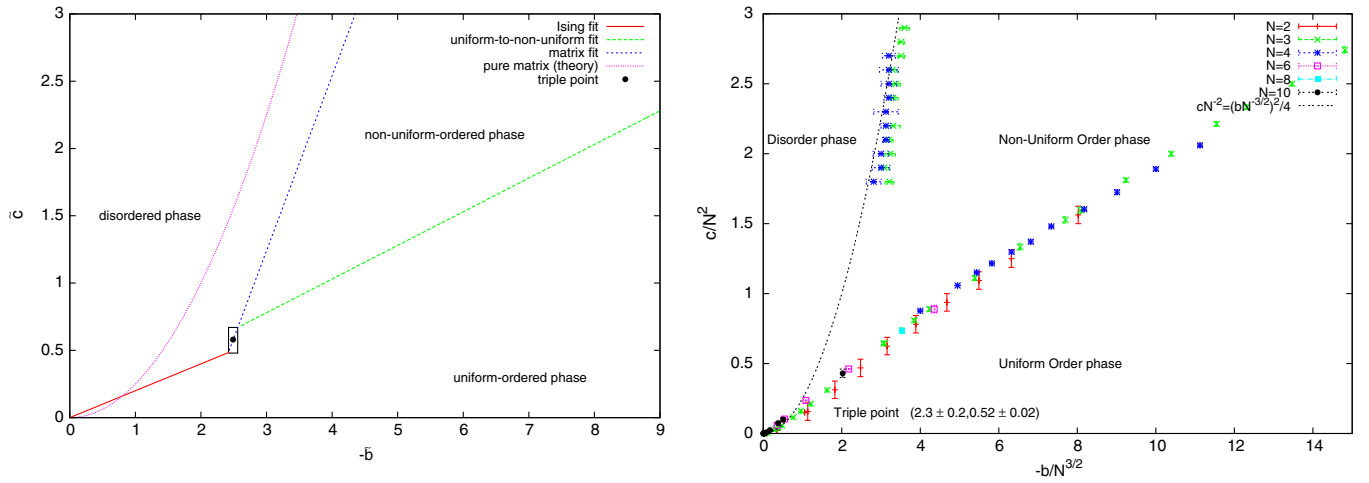 3
2.5
2
1.5
1
0.5
0
c̃
0 1 2 3 4 5 6 7 8 9
-b̃
Ising fit
uniform-to-non-uniform fit
matrix fit
pure matrix (theory)
triple point
non-uniform-ordered phase
disordered phase
uniform-ordered phase
3
2.5
2
1.5
1
0.5
0
c/N²
0 2 4 6 8 10 12 14
-b/N^3/2
N=2
N=3
N=4
N=6
N=8
N=10
cN⁻²=(bN^-3/2)²/4
Disorder phase
Non-Uniform Order phase
Uniform Order phase
Triple point (2.3 ± 0.2,0.52 ± 0.02)